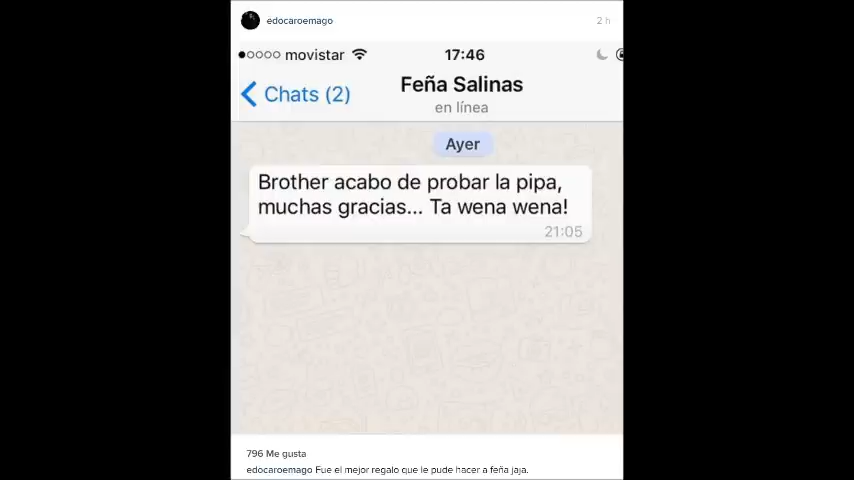 edocaroemago 2 h
movistar 17:46
Chats (2) Feña Salinas
en línea
Ayer
Brother acabo de probar la pipa,
muchas gracias... Ta wena wena!
21:05
796 Me gusta
edocaroemago Fue el mejor regalo que le pude hacer a feña jaja.